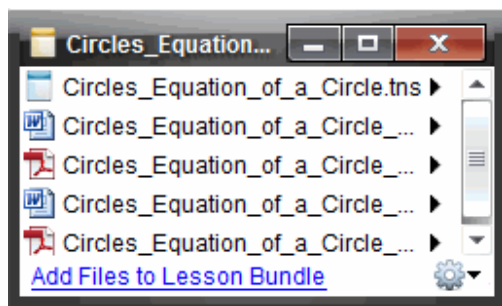 Circles_Equation...
Circles_Equation_of_a_Circle.tns
Circles_Equation_of_a_Circle_...
Circles_Equation_of_a_Circle_...
Circles_Equation_of_a_Circle_...
Circles_Equation_of_a_Circle_...
Add Files to Lesson Bundle